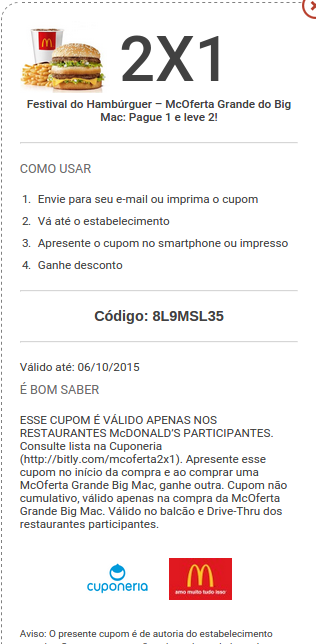 2X1
Festival do Hambúrguer – McOferta Grande do Big
Mac: Pague 1 e leve 2!
COMO USAR
1. Envie para seu e-mail ou imprima o cupom
2. Vá até o estabelecimento
3. Apresente o cupom no smartphone ou impresso
4. Ganhe desconto
Código: 8L9MSL35
Válido até: 06/10/2015
É BOM SABER
ESSE CUPOM É VÁLIDO APENAS NOS
RESTAURANTES McDONALD'S PARTICIPANTES.
Consulte lista na Cuponeria
(http://bitly.com/mcoferta2x1). Apresente esse
cupom no início da compra e ao comprar uma
McOferta Grande Big Mac, ganhe outra. Cupom não
cumulativo, válido apenas na compra da McOferta
Grande Big Mac. Válido no balcão e Drive-Thru dos
restaurantes participantes.
cuponeria
amo muito tudo isso
Aviso: O presente cupom é de autoria do estabelecimento